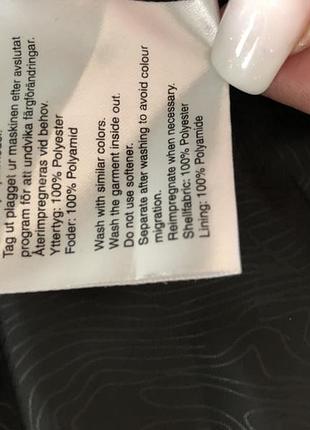 Tag ut plagget ur maskinen efter avslutat
program för att undvika färgförändringar.
Återimpregneras vid behov.
Yttertyg: 100% Polyester
Foder: 100% Polyamid
Wash with similar colors.
Wash the garment inside out.
Do not use softener.
Separate after washing to avoid colour
migration.
Reimpregnate when necessary.
Shellfabric: 100% Polyester
Lining: 100% Polyamide